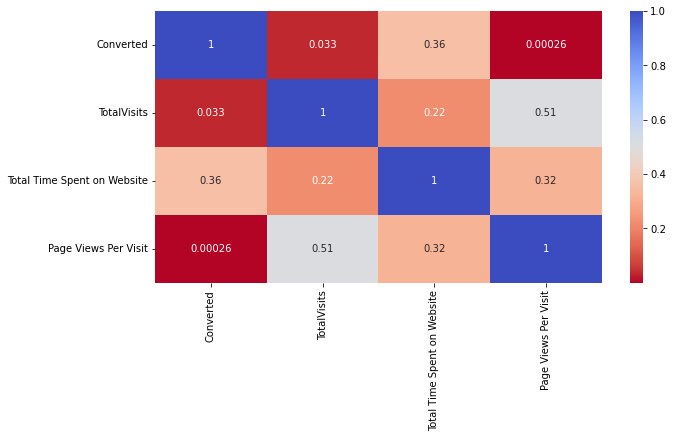 Converted 1 0.033 0.36 0.00026
TotalVisits 0.033 1 0.22 0.51
Total Time Spent on Website 0.36 0.22 1 0.32
Page Views Per Visit 0.00026 0.51 0.32 1
Converted
TotalVisits
Total Time Spent on Website
Page Views Per Visit
1.0
0.8
0.6
0.4
0.2